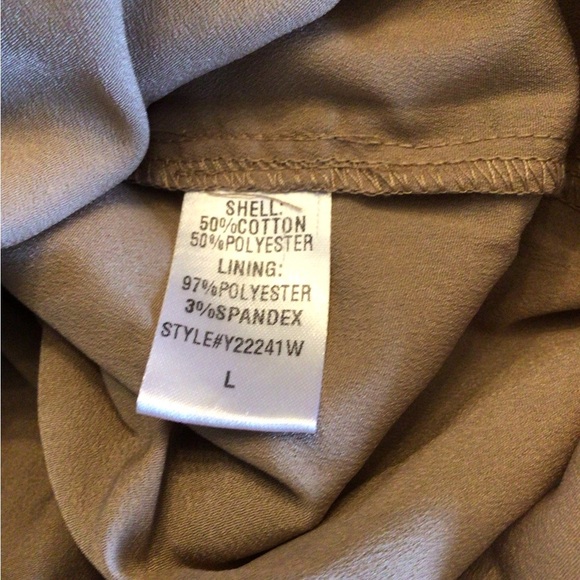 SHELL:
50%COTTON
50%POLYESTER
LINING:
97%POLYESTER
3%SPANDEX
STYLE#Y22241W
L